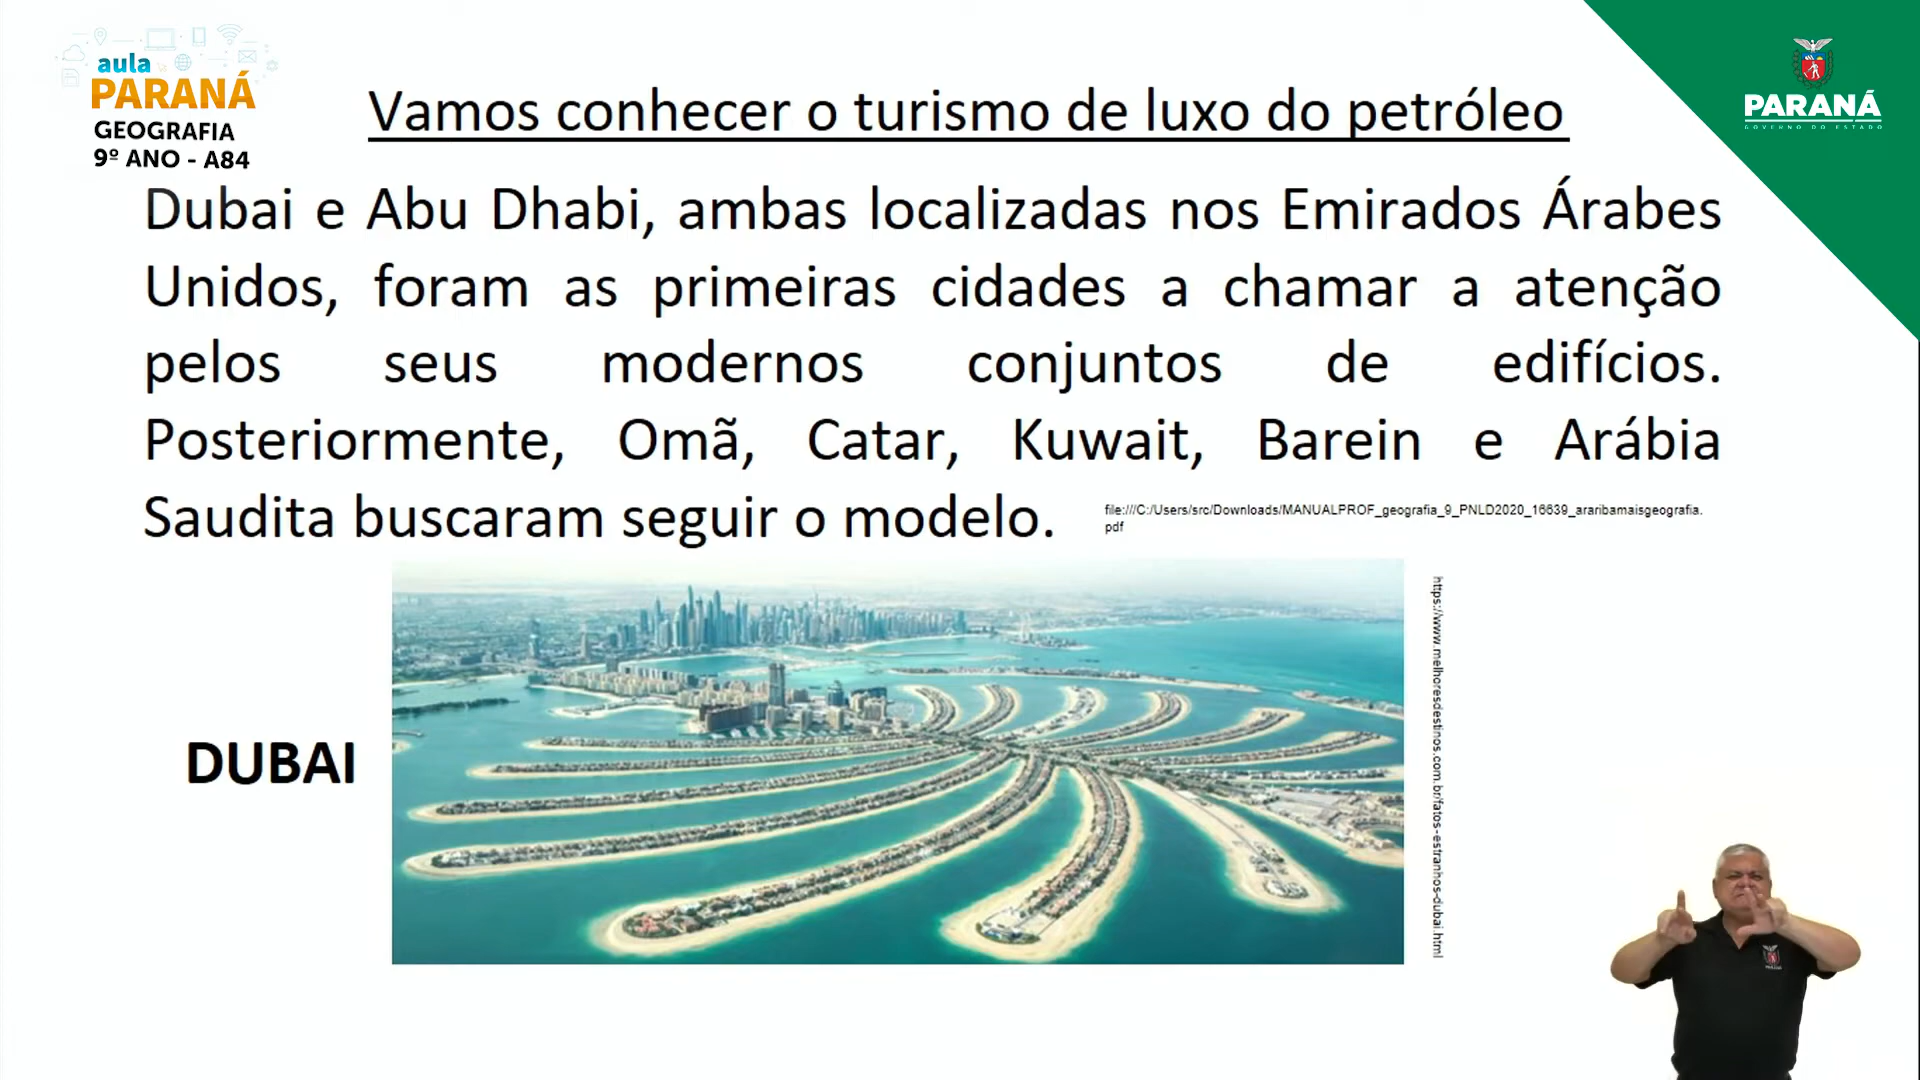 aula
PARANÁ
GEOGRAFIA
9º ANO - A84
PARANÁ
GOVERNO DO ESTADO
Vamos conhecer o turismo de luxo do petróleo
Dubai e Abu Dhabi, ambas localizadas nos Emirados Árabes
Unidos, foram as primeiras cidades a chamar a atenção
pelos seus modernos conjuntos de edifícios.
Posteriormente, Omã, Catar, Kuwait, Barein e Arábia
Saudita buscaram seguir o modelo.
file:///C:/Users/src/Downloads/MANUALPROF_geografia_9_PNLD2020_16639_araribamaisgeografia.
pdf
DUBAI
https://www.melhoresdestinos.com.br/fatos-estranhos-dubai.html